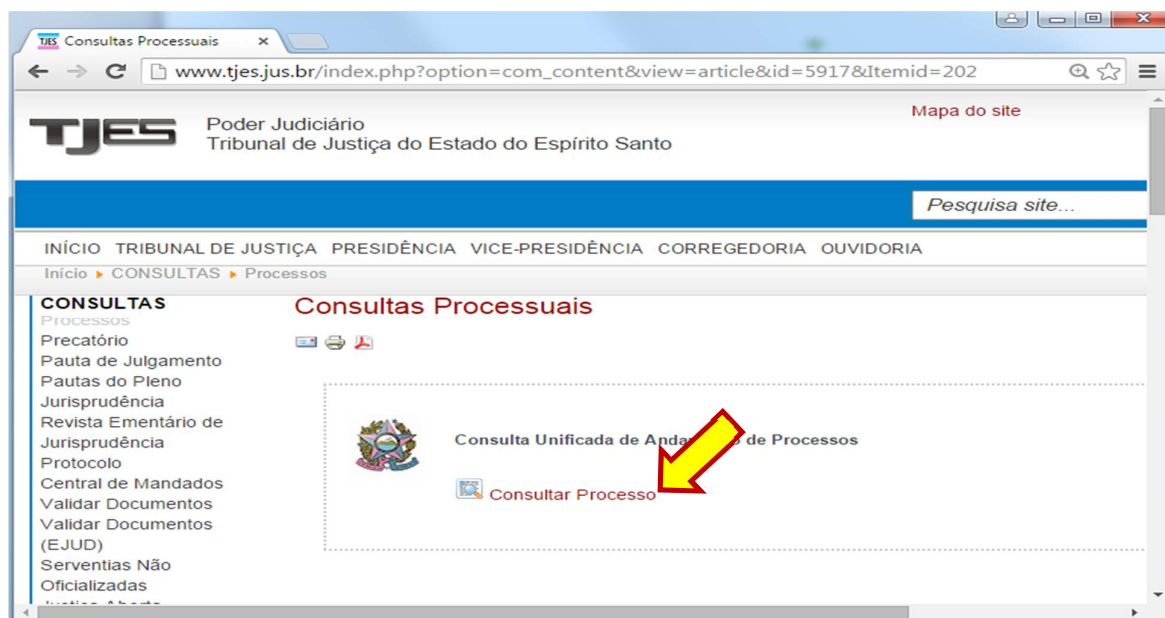 TJES Consultas Processuais
www.tjes.jus.br/index.php?option=com_content&view=article&id=5917&Itemid=202
Mapa do site
TJES
Poder Judiciário
Tribunal de Justiça do Estado do Espírito Santo
Pesquisa site...
INÍCIO TRIBUNAL DE JUSTIÇA PRESIDÊNCIA VICE-PRESIDÊNCIA CORREGEDORIA OUVIDORIA
Início CONSULTAS Processos
CONSULTAS
Processos
Precatório
Pauta de Julgamento
Pautas do Pleno
Jurisprudência
Revista Ementário de
Jurisprudência
Protocolo
Central de Mandados
Validar Documentos
Validar Documentos
(EJUD)
Serventias Não
Oficializadas
Consultas Processuais
Consulta Unificada de de Processos
Consultar Processo